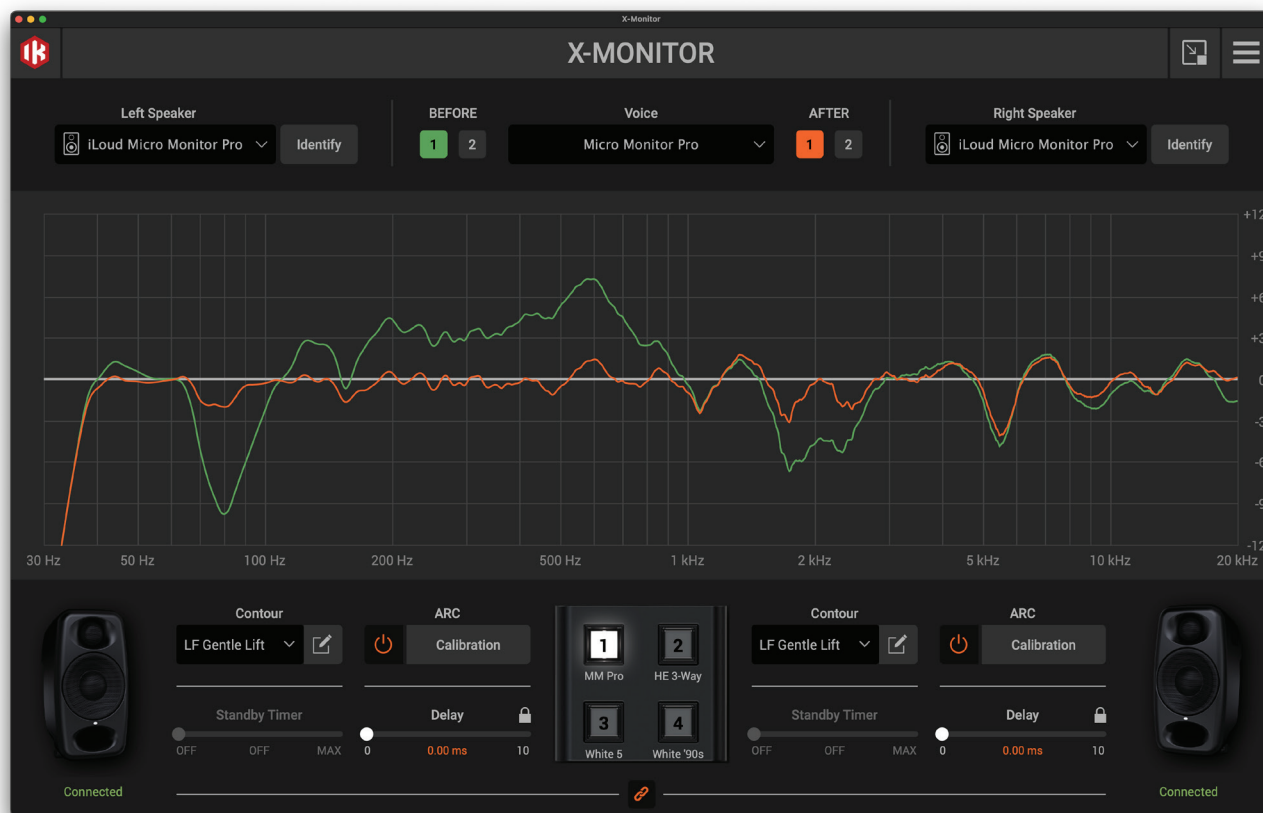 X-Monitor
X-MONITOR
Left Speaker
BEFORE
Voice
AFTER
Right Speaker
iLoud Micro Monitor Pro
Identify
1
2
Micro Monitor Pro
1
2
iLoud Micro Monitor Pro
Identify
+12
+9
+6
+3
0
-3
-6
-9
-12
30 Hz
50 Hz
100 Hz
200 Hz
500 Hz
1 kHz
2 kHz
5 kHz
10 kHz
20 kHz
Contour
ARC
LF Gentle Lift
Calibration
Standby Timer
Delay
OFF
OFF
MAX
0
0.00 ms
10
Connected
1
2
MM Pro
HE 3-Way
3
4
White 5
White '90s
Contour
ARC
LF Gentle Lift
Calibration
Standby Timer
Delay
OFF
OFF
MAX
0
0.00 ms
10
Connected